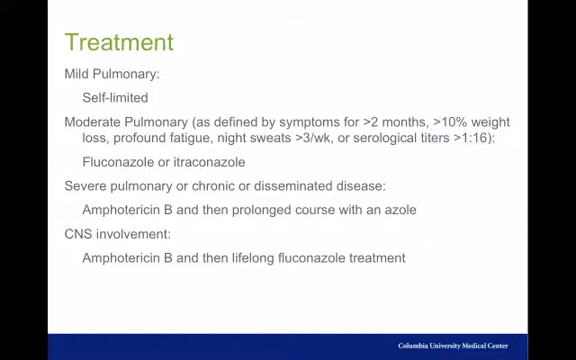 Treatment
Mild Pulmonary:
Self-limited
Moderate Pulmonary (as defined by symptoms for >2 months, >10% weight
loss, profound fatigue, night sweats >3/wk, or serological titers >1:16):
Fluconazole or itraconazole
Severe pulmonary or chronic or disseminated disease:
Amphotericin B and then prolonged course with an azole
CNS involvement:
Amphotericin B and then lifelong fluconazole treatment
Columbia University Medical Center